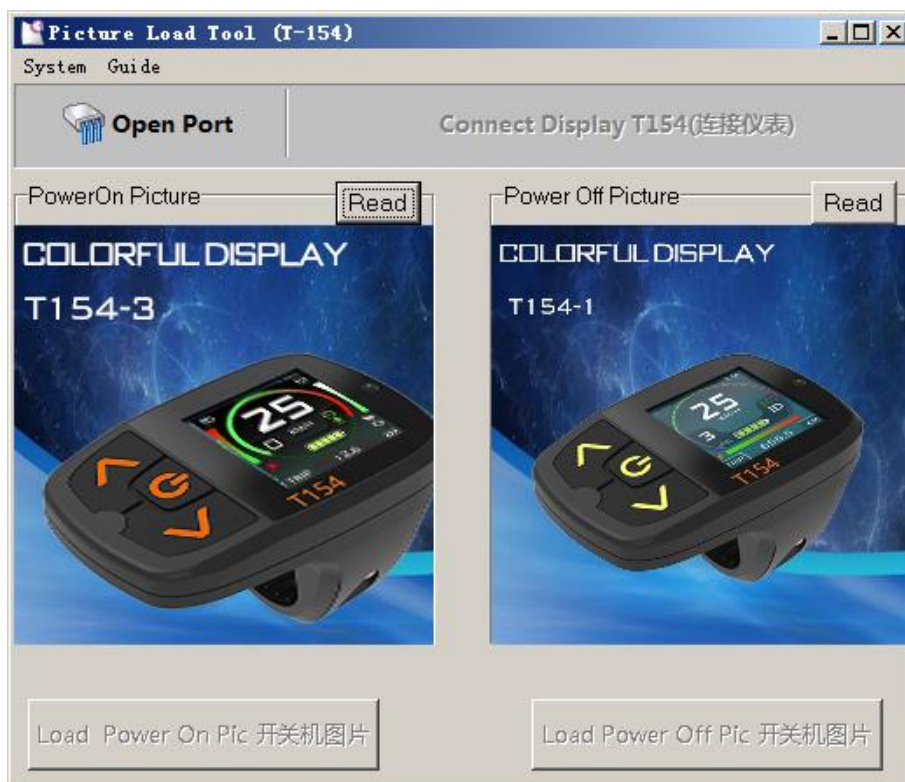 Picture Load Tool (T-154)
System Guide
Open Port
Connect Display T154(连接仪表)
PowerOn Picture
Read
Power Off Picture
Read
COLORFUL DISPLAY
T154-3
25
T154
COLORFUL DISPLAY
T154-1
25
3
T154
Load Power On Pic 开关机图片
Load Power Off Pic 开关机图片